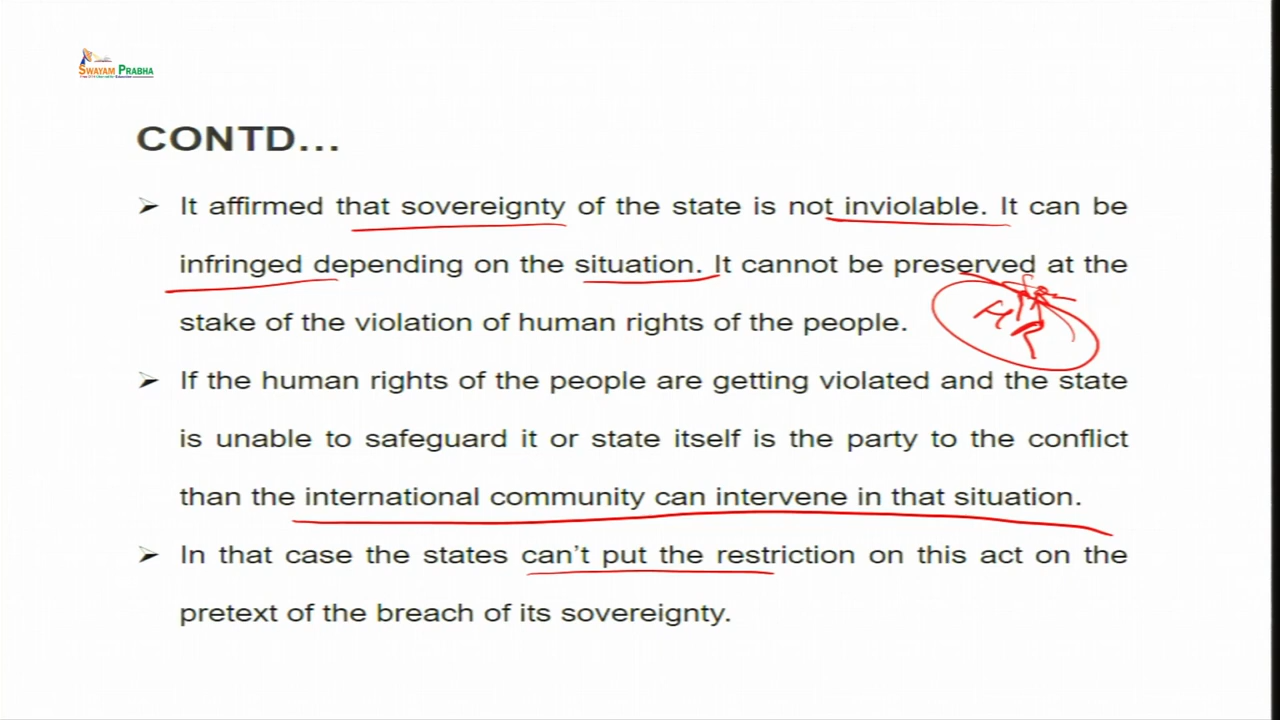 SWAYAM PRABHA
CONTD...
➢ It affirmed that sovereignty of the state is not inviolable. It can be
infringed depending on the situation. It cannot be preserved at the
stake of the violation of human rights of the people.
HR
➢ If the human rights of the people are getting violated and the state
is unable to safeguard it or state itself is the party to the conflict
than the international community can intervene in that situation.
➢ In that case the states can't put the restriction on this act on the
pretext of the breach of its sovereignty.